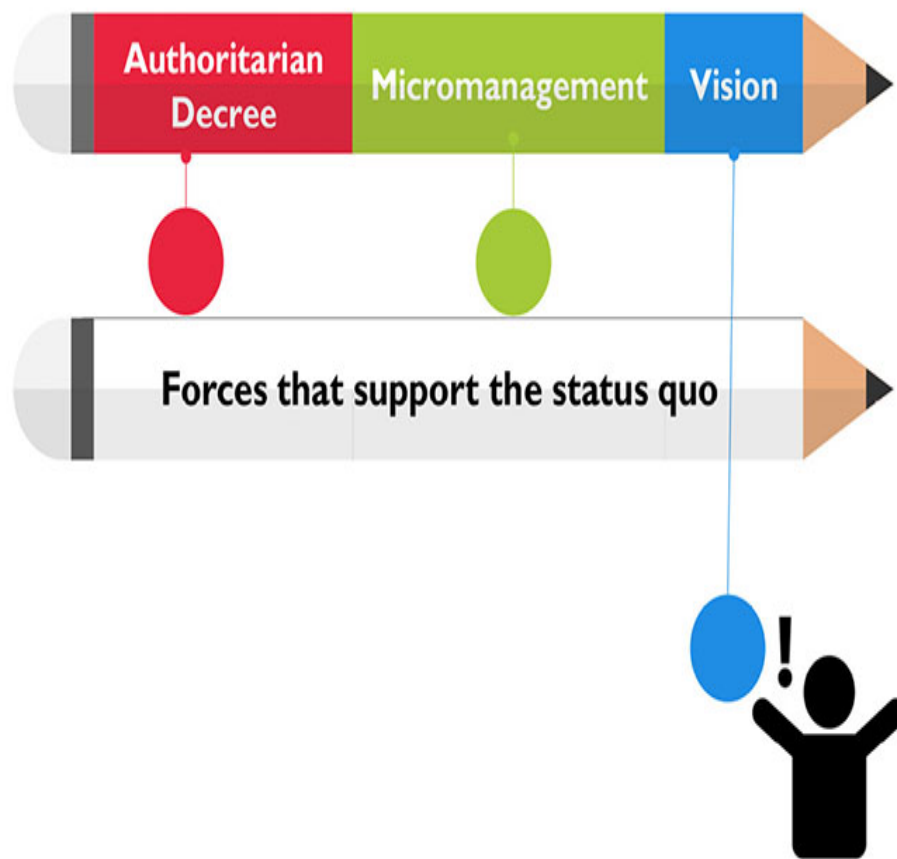 Authoritarian
Decree
Micromanagement
Vision
Forces that support the status quo
!